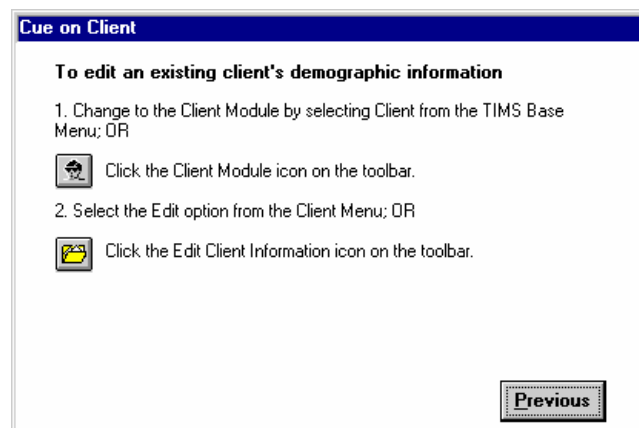 Cue on Client
To edit an existing client's demographic information
1. Change to the Client Module by selecting Client from the TIMS Base
Menu; OR
Click the Client Module icon on the toolbar.
2. Select the Edit option from the Client Menu; OR
Click the Edit Client Information icon on the toolbar.
Previous